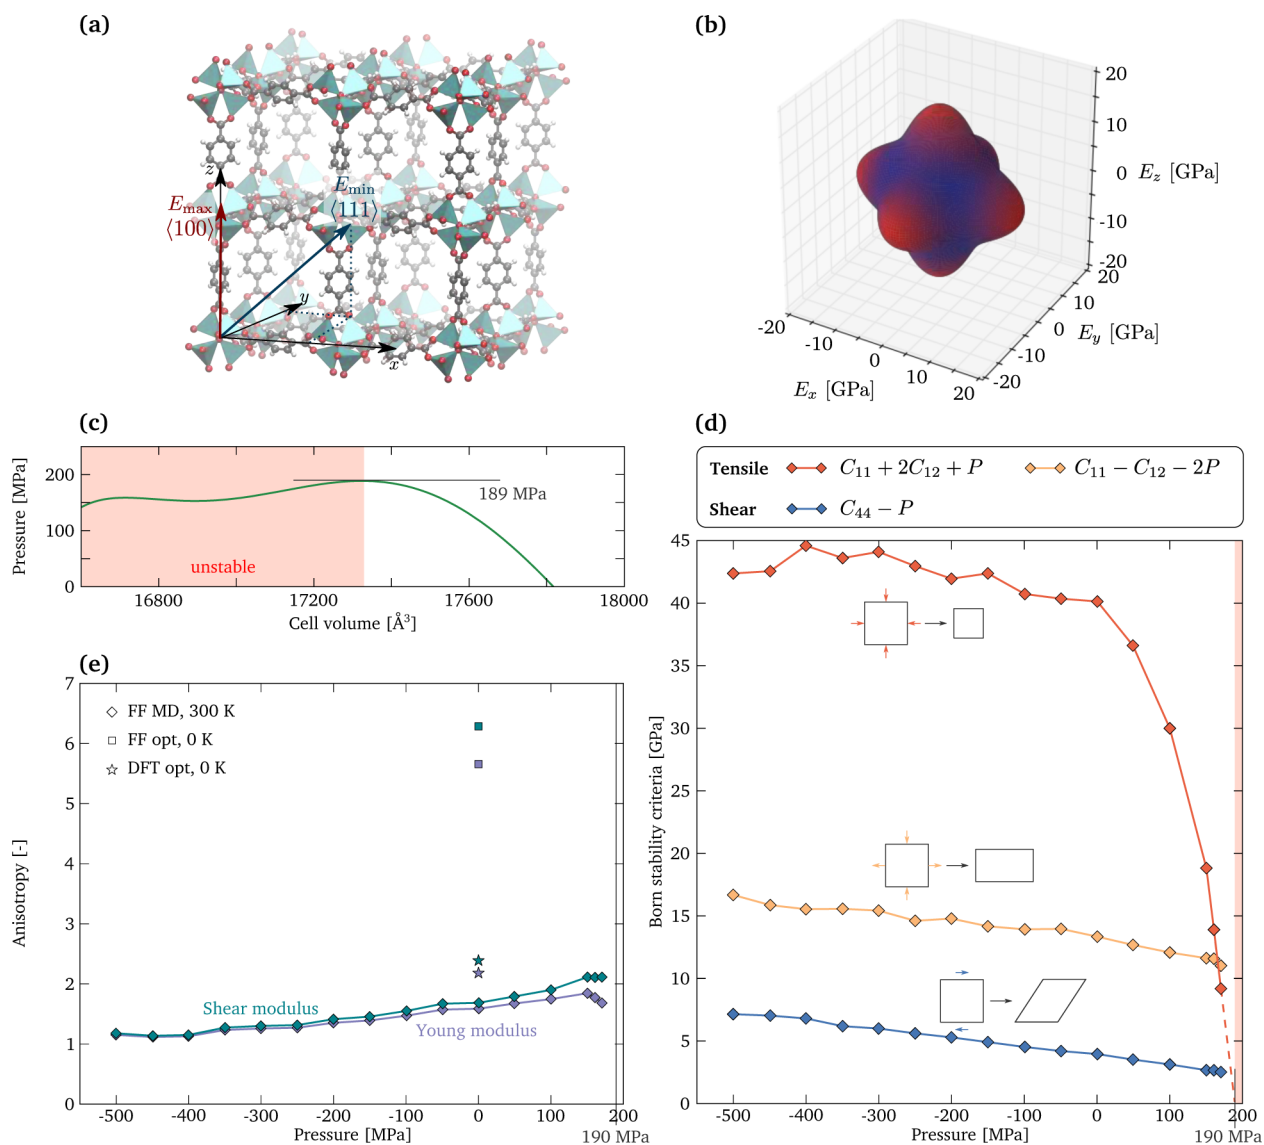 (a)
z
E_max
⟨100⟩
E_min
⟨111⟩
y
x
(b)
20
10
0
-10
-20
E_z [GPa]
20
10
0
-10
-20
E_y [GPa]
-20
-10
0
10
20
E_x [GPa]
(c)
Pressure [MPa]
200
100
0
189 MPa
unstable
16800 17200 17600 18000
Cell volume [Å³]
(d)
Tensile C₁₁ + 2C₁₂ + P C₁₁ − C₁₂ − 2P
Shear C₄₄ − P
Born stability criteria [GPa]
45
40
35
30
25
20
15
10
5
0
-500 -400 -300 -200 -100 0 100 200
Pressure [MPa] 190 MPa
(e)
Anisotropy [-]
7
6
5
4
3
2
1
0
FF MD, 300 K
FF opt, 0 K
DFT opt, 0 K
Shear modulus
Young modulus
-500 -400 -300 -200 -100 0 100 200
Pressure [MPa] 190 MPa